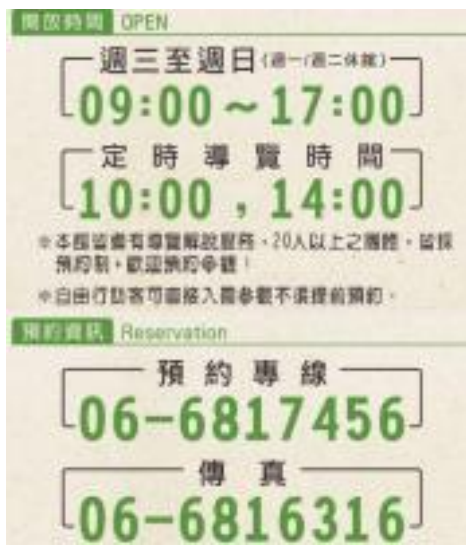 開放時間 OPEN
週三至週日(週一/週二休館)
09:00～17:00
定時導覽時間
10:00，14:00
※本館皆備有導覽解說服務，20人以上之團體，皆採
預約制，歡迎預約參觀！
※自由行訪客可直接入館參觀不須提前預約。
預約資訊 Reservation
預約專線
06-6817456
傳真
06-6816316